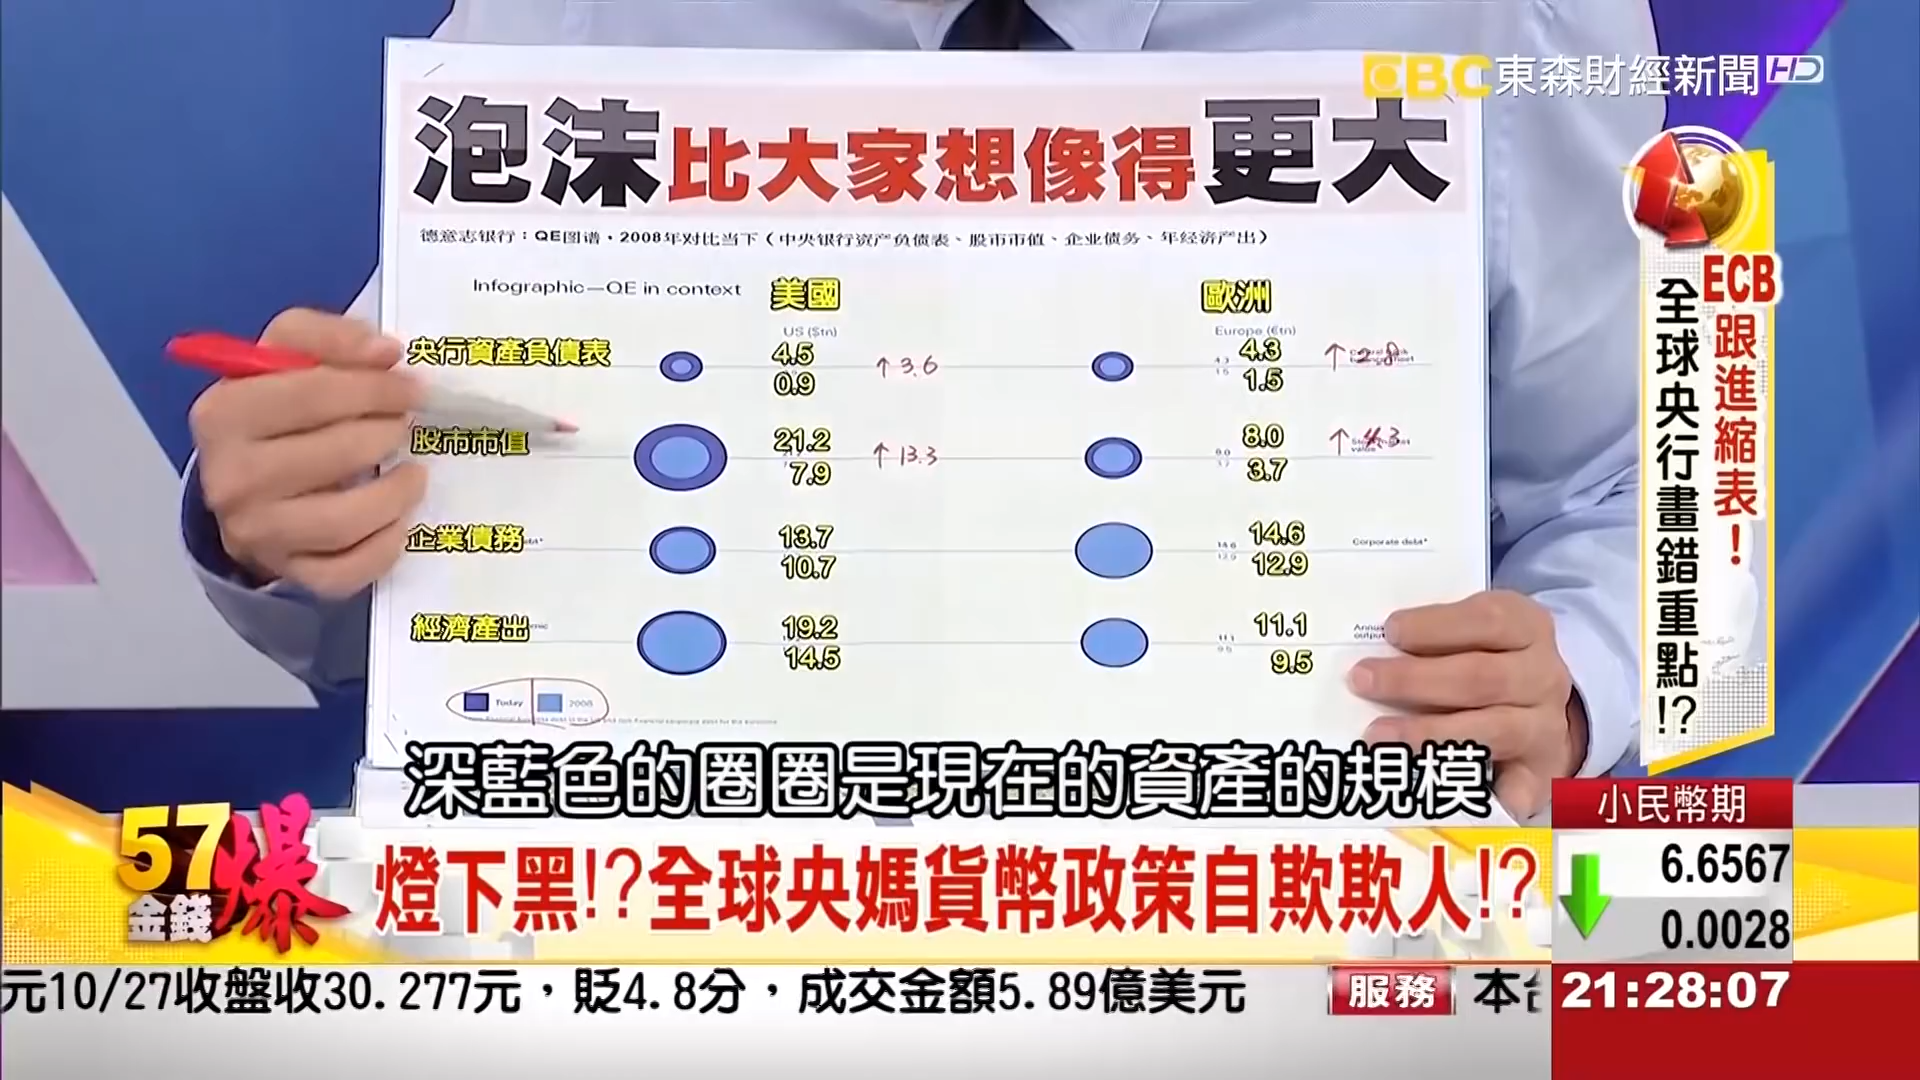 EBC東森財經新聞HD
泡沫比大家想像得更大
德意志银行：QE图谱，2008年对比当下（中央银行资产负债表、股市市值、企业债务、年经济产出）
Infographic—QE in context
美國
歐洲
US ($tn)
Europe (€tn)
央行資產負債表
4.5
0.9
↑3.6
4.3
1.5
↑2.8
股市市值
21.2
7.9
↑13.3
8.0
3.7
↑4.3
企業債務
13.7
10.7
14.6
12.9
Corporate debt*
經濟產出
19.2
14.5
11.1
9.5
Today
2008
ECB跟進縮表！
全球央行畫錯重點!?
深藍色的圈圈是現在的資產的規模
57金錢爆
燈下黑!?全球央媽貨幣政策自欺欺人!?
小民幣期
6.6567
0.0028
元10/27收盤收30.277元，貶4.8分，成交金額5.89億美元
服務
本
21:28:07